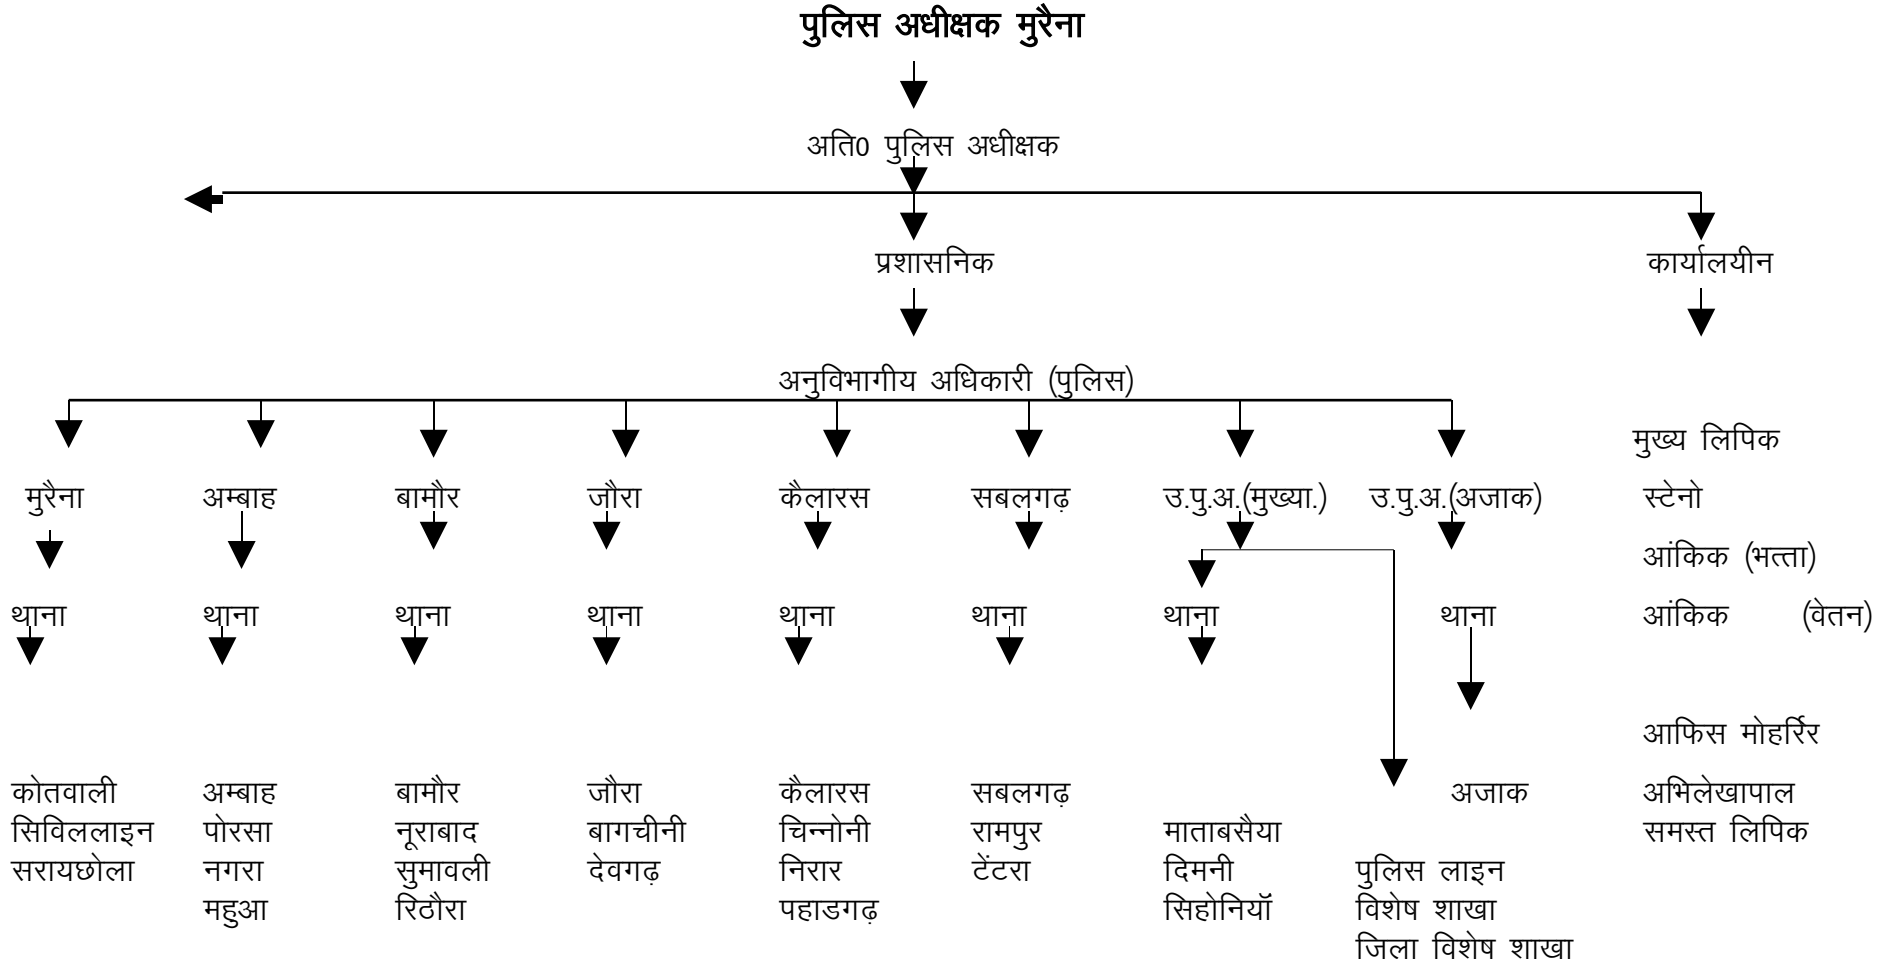 पुलिस अधीक्षक मुरैना
अति0 पुलिस अधीक्षक
प्रशासनिक कार्यालयीन
अनुविभागीय अधिकारी (पुलिस)
मुख्य लिपिक
मुरैना अम्बाह बामौर जौरा कैलारस सबलगढ़ उ.पु.अ.(मुख्या.) उ.पु.अ.(अजाक) स्टेनो
आंकिक (भत्ता)
थाना थाना थाना थाना थाना थाना थाना थाना आंकिक (वेतन)
आफिस मोहर्रिर
कोतवाली अम्बाह बामौर जौरा कैलारस सबलगढ़ अजाक अभिलेखापाल
सिविललाइन पोरसा नूराबाद बागचीनी चिन्नोनी रामपुर माताबसैया समस्त लिपिक
सरायछोला नगरा सुमावली देवगढ़ निरार टेंटरा दिमनी पुलिस लाइन
महुआ रिठौरा पहाडगढ़ सिहोनियॉ विशेष शाखा
जिला विशेष शाखा